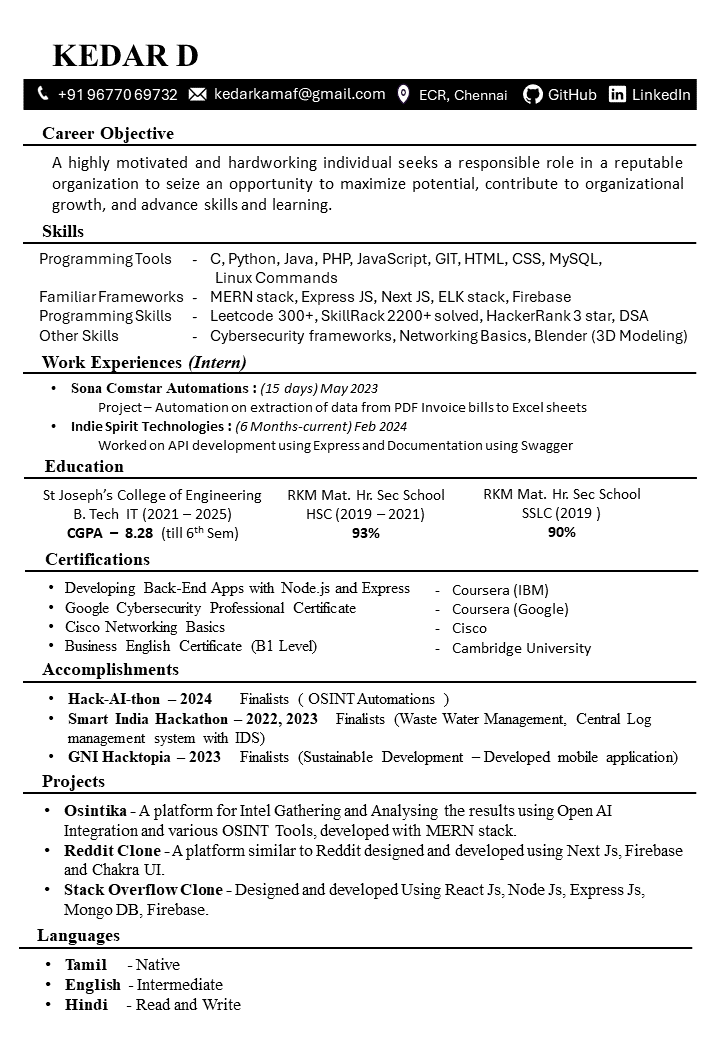 KEDAR D
+91 96770 69732 kedarkamaf@gmail.com ECR, Chennai GitHub LinkedIn
Career Objective
A highly motivated and hardworking individual seeks a responsible role in a reputable
organization to seize an opportunity to maximize potential, contribute to organizational
growth, and advance skills and learning.
Skills
Programming Tools - C, Python, Java, PHP, JavaScript, GIT, HTML, CSS, MySQL,
Linux Commands
Familiar Frameworks - MERN stack, Express JS, Next JS, ELK stack, Firebase
Programming Skills - Leetcode 300+, SkillRack 2200+ solved, HackerRank 3 star, DSA
Other Skills - Cybersecurity frameworks, Networking Basics, Blender (3D Modeling)
Work Experiences (Intern)
• Sona Comstar Automations : (15 days) May 2023
Project – Automation on extraction of data from PDF Invoice bills to Excel sheets
• Indie Spirit Technologies : (6 Months-current) Feb 2024
Worked on API development using Express and Documentation using Swagger
Education
St Joseph's College of Engineering RKM Mat. Hr. Sec School RKM Mat. Hr. Sec School
B. Tech IT (2021 – 2025) HSC (2019 – 2021) SSLC (2019 )
CGPA – 8.28 (till 6th Sem) 93% 90%
Certifications
• Developing Back-End Apps with Node.js and Express - Coursera (IBM)
• Google Cybersecurity Professional Certificate - Coursera (Google)
• Cisco Networking Basics - Cisco
• Business English Certificate (B1 Level) - Cambridge University
Accomplishments
• Hack-AI-thon – 2024 Finalists ( OSINT Automations )
• Smart India Hackathon – 2022, 2023 Finalists (Waste Water Management, Central Log
management system with IDS)
• GNI Hacktopia – 2023 Finalists (Sustainable Development – Developed mobile application)
Projects
• Osintika - A platform for Intel Gathering and Analysing the results using Open AI
Integration and various OSINT Tools, developed with MERN stack.
• Reddit Clone - A platform similar to Reddit designed and developed using Next Js, Firebase
and Chakra UI.
• Stack Overflow Clone - Designed and developed Using React Js, Node Js, Express Js,
Mongo DB, Firebase.
Languages
• Tamil - Native
• English - Intermediate
• Hindi - Read and Write